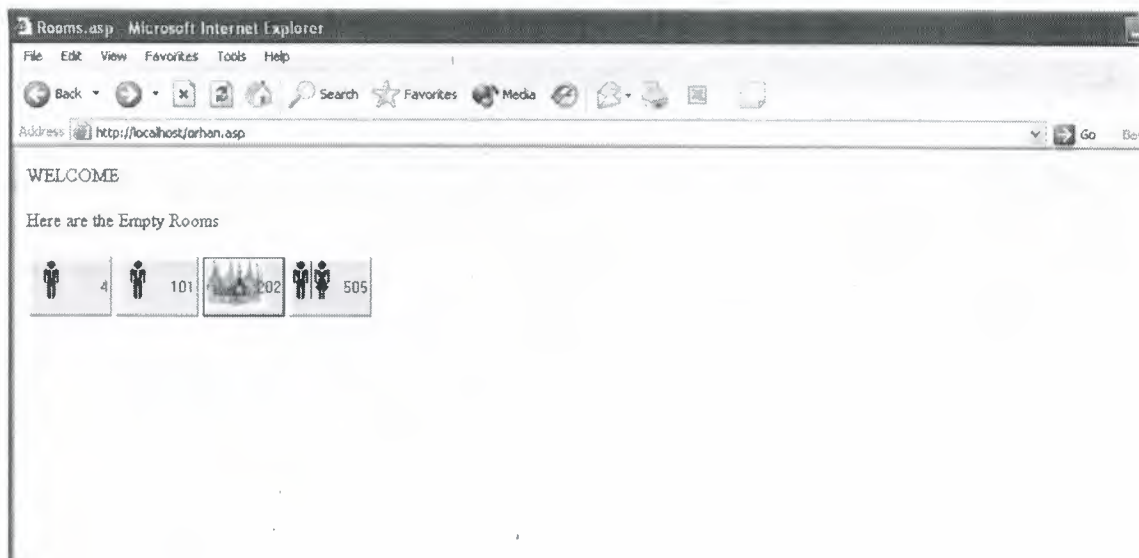 Rooms.asp Microsoft Internet Explorer
File Edit View Favorites Tools Help
Back Search Favorites Media
Address http://localhost/orhan.asp Go
WELCOME
Here are the Empty Rooms
4 101 202 505